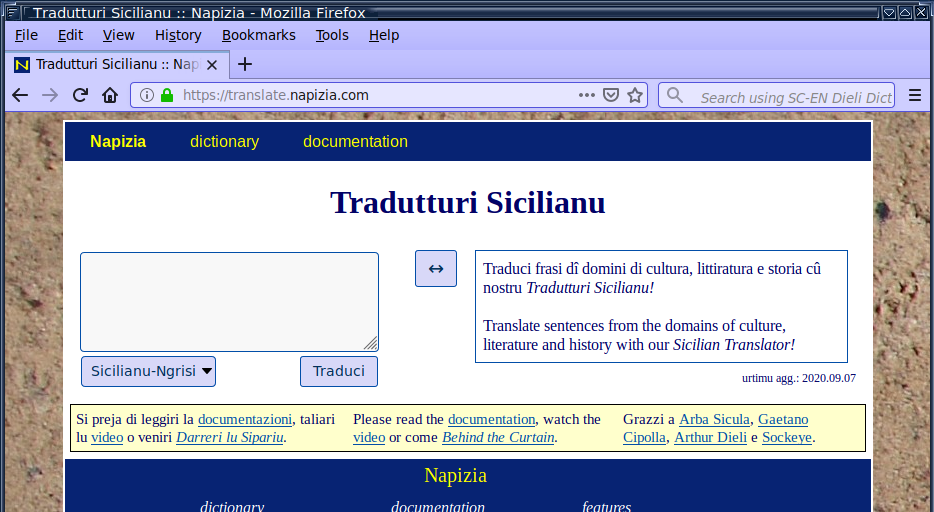 Tradutturi Sicilianu :: Napizia - Mozilla Firefox
File Edit View History Bookmarks Tools Help
Tradutturi Sicilianu :: Nap
https://translate.napizia.com
Search using SC-EN Dieli Dict
Napizia dictionary documentation
Tradutturi Sicilianu
Traduci frasi dî domini di cultura, littiratura e storia cû
nostru Tradutturi Sicilianu!
Translate sentences from the domains of culture,
literature and history with our Sicilian Translator!
Sicilianu-Ngrisi
Traduci
urtimu agg.: 2020.09.07
Si preja di leggiri la documentazioni, taliari
lu video o veniri Darreri lu Sipariu.
Please read the documentation, watch the
video or come Behind the Curtain.
Grazzi a Arba Sicula, Gaetano
Cipolla, Arthur Dieli e Sockeye.
Napizia
dictionary documentation features